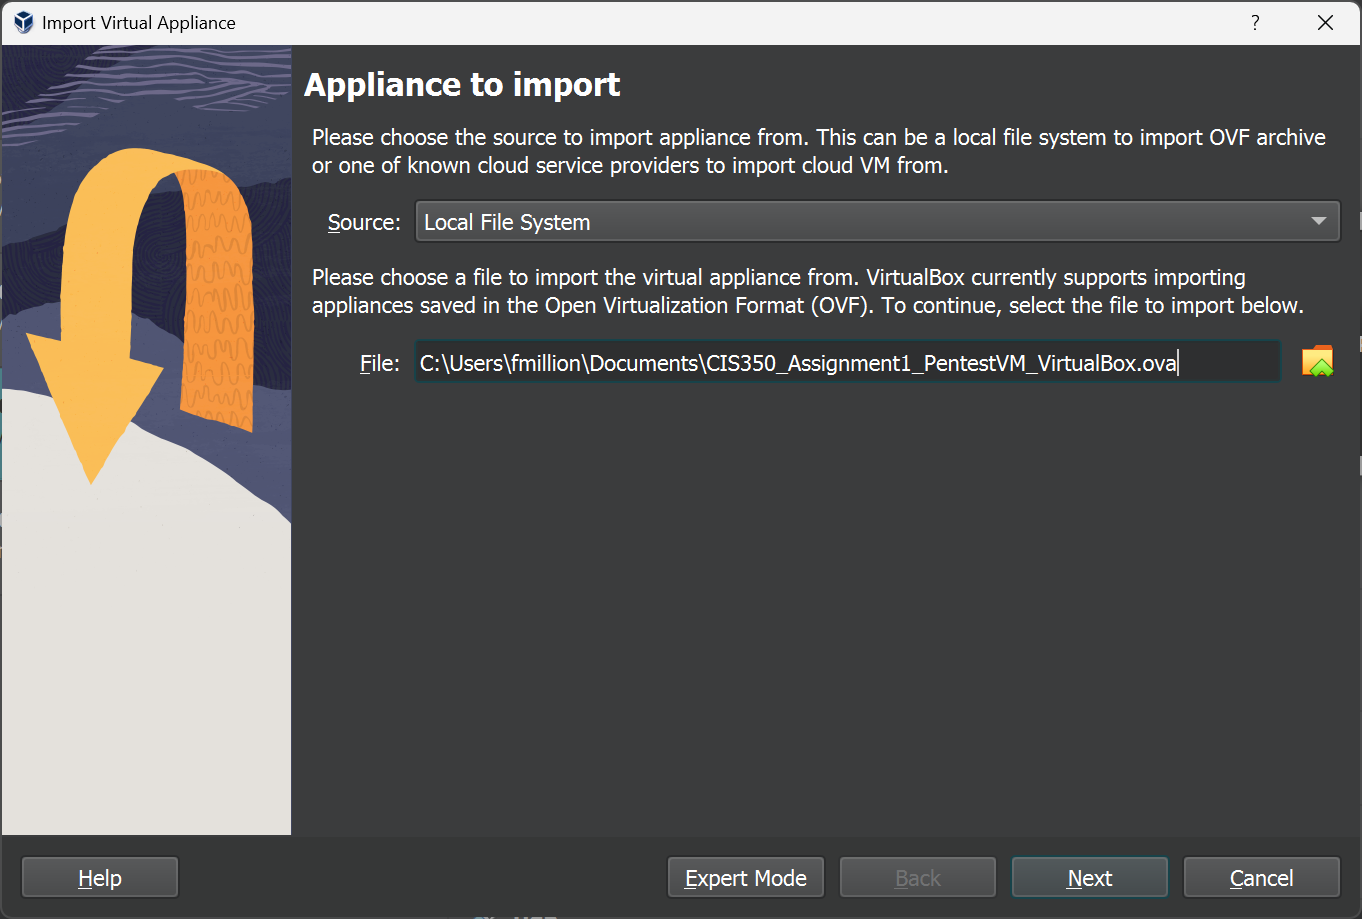 Import Virtual Appliance
?
Appliance to import
Please choose the source to import appliance from. This can be a local file system to import OVF archive
or one of known cloud service providers to import cloud VM from.
Source: Local File System
Please choose a file to import the virtual appliance from. VirtualBox currently supports importing
appliances saved in the Open Virtualization Format (OVF). To continue, select the file to import below.
File: C:\Users\fmillion\Documents\CIS350_Assignment1_PentestVM_VirtualBox.ova
Help Expert Mode Back Next Cancel